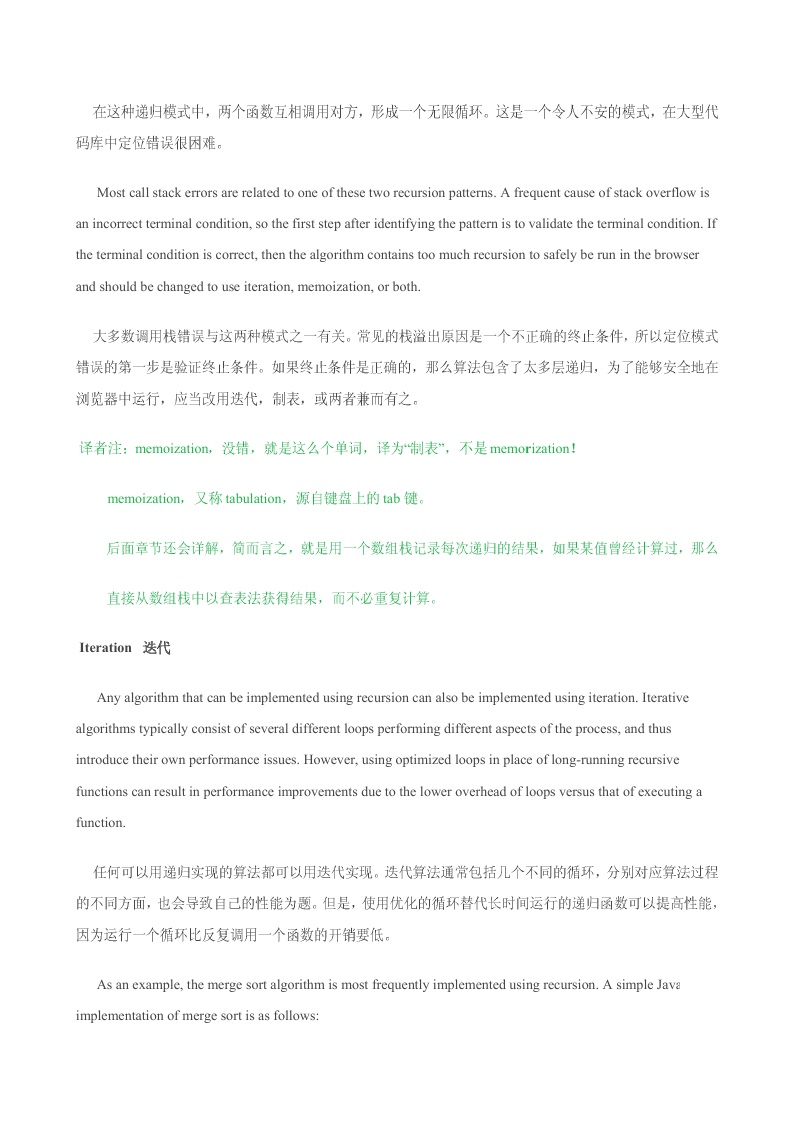 在这种递归模式中，两个函数互相调用对方，形成一个无限循环。这是一个令人不安的模式，在大型代
码库中定位错误很困难。
Most call stack errors are related to one of these two recursion patterns. A frequent cause of stack overflow is
an incorrect terminal condition, so the first step after identifying the pattern is to validate the terminal condition. If
the terminal condition is correct, then the algorithm contains too much recursion to safely be run in the browser
and should be changed to use iteration, memoization, or both.
大多数调用栈错误与这两种模式之一有关。常见的栈溢出原因是一个不正确的终止条件，所以定位模式
错误的第一步是验证终止条件。如果终止条件是正确的，那么算法包含了太多层递归，为了能够安全地在
浏览器中运行，应当改用迭代，制表，或两者兼而有之。
译者注：memoization，没错，就是这么个单词，译为“制表”，不是 memorization！
memoization，又称 tabulation，源自键盘上的 tab 键。
后面章节还会详解，简而言之，就是用一个数组栈记录每次递归的结果，如果某值曾经计算过，那么
直接从数组栈中以查表法获得结果，而不必重复计算。
Iteration 迭代
Any algorithm that can be implemented using recursion can also be implemented using iteration. Iterative
algorithms typically consist of several different loops performing different aspects of the process, and thus
introduce their own performance issues. However, using optimized loops in place of long-running recursive
functions can result in performance improvements due to the lower overhead of loops versus that of executing a
function.
任何可以用递归实现的算法都可以用迭代实现。迭代算法通常包括几个不同的循环，分别对应算法过程
的不同方面，也会导致自己的性能为题。但是，使用优化的循环替代长时间运行的递归函数可以提高性能，
因为运行一个循环比反复调用一个函数的开销要低。
As an example, the merge sort algorithm is most frequently implemented using recursion. A simple Java
implementation of merge sort is as follows: